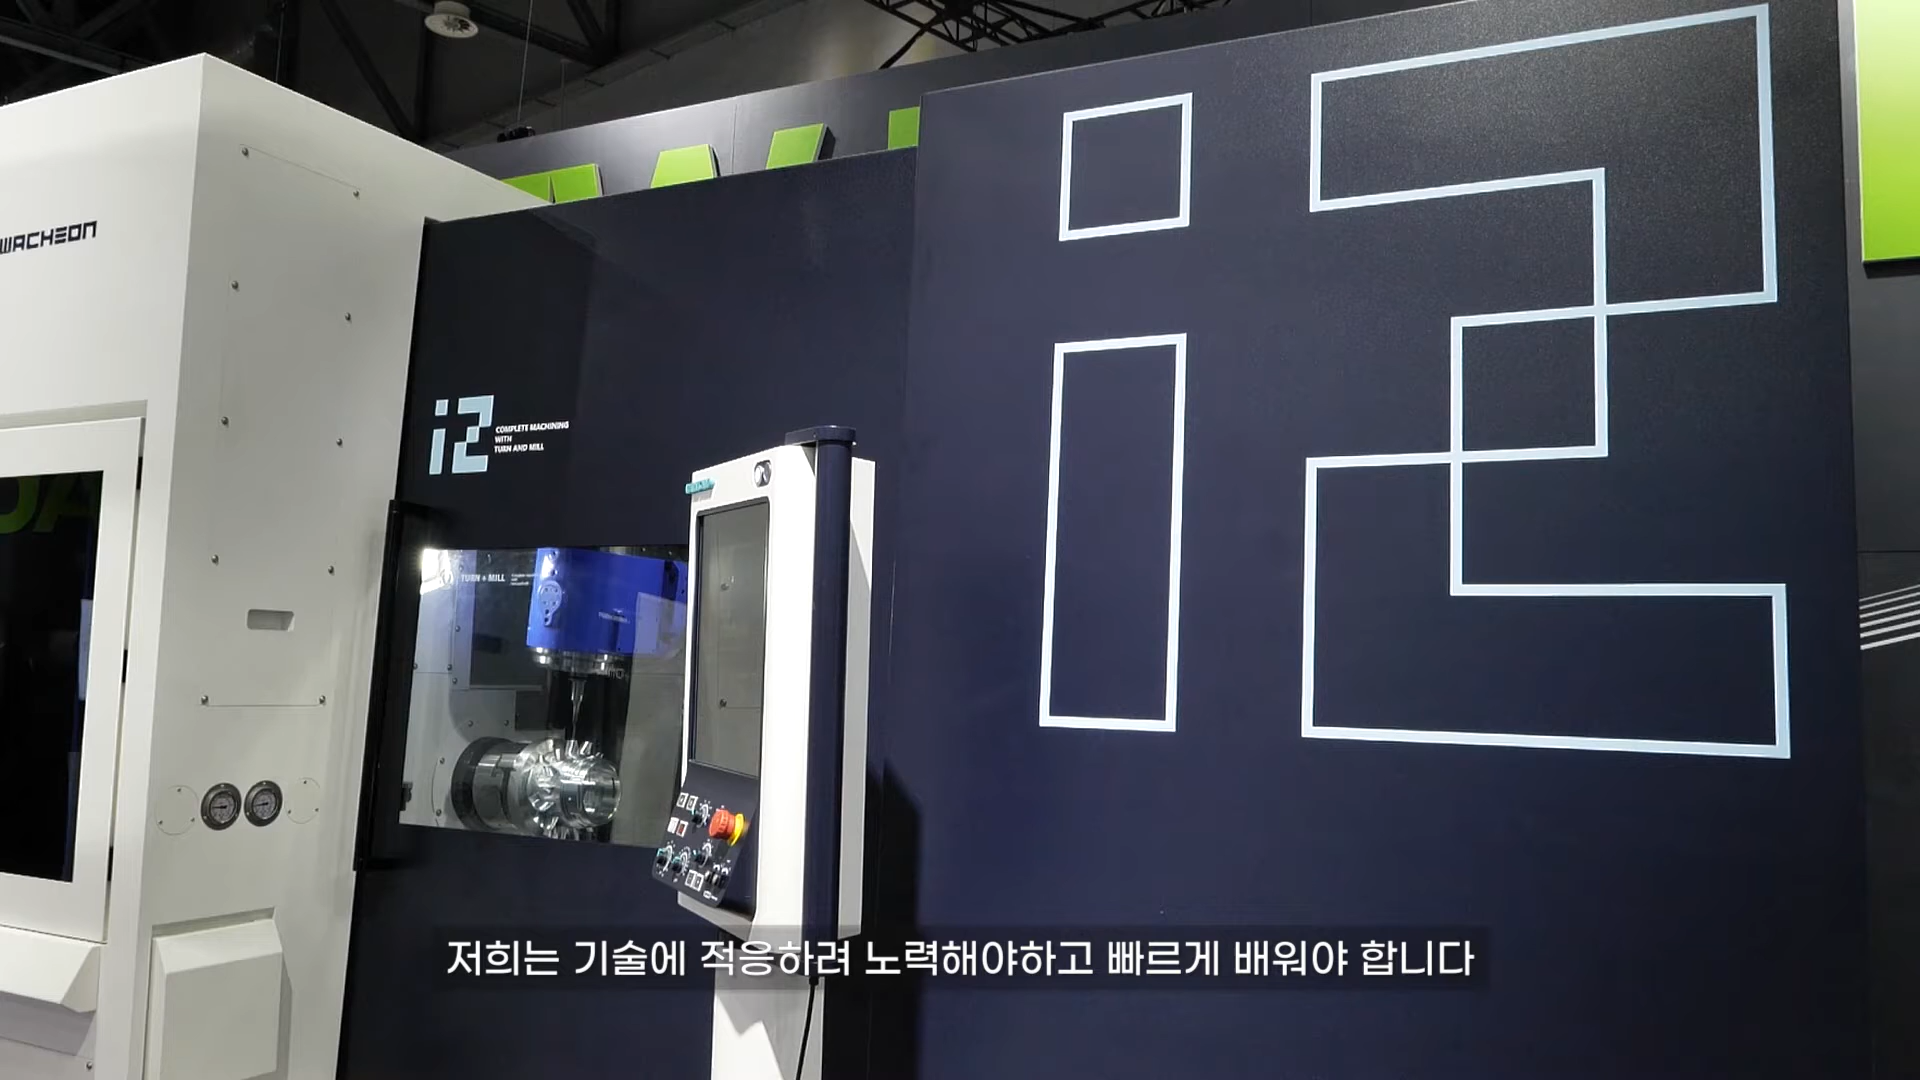 WACHEON
i2
i2
COMPLETE MACHINING
WITH
TURN AND MILL
TURN + MILL
저희는 기술에 적응하려 노력해야하고 빠르게 배워야 합니다